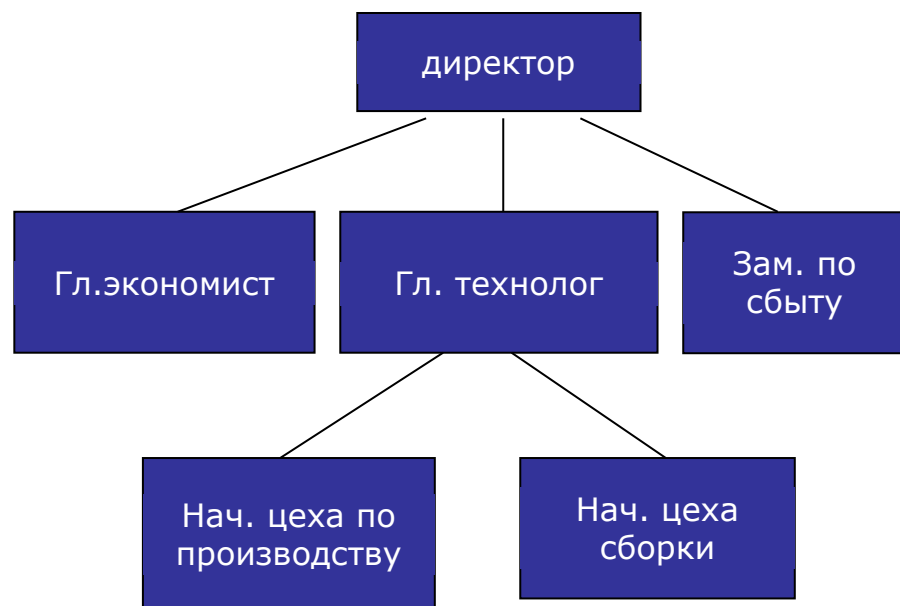 директор
Гл.экономист
Гл. технолог
Зам. по
сбыту
Нач. цеха по
производству
Нач. цеха
сборки